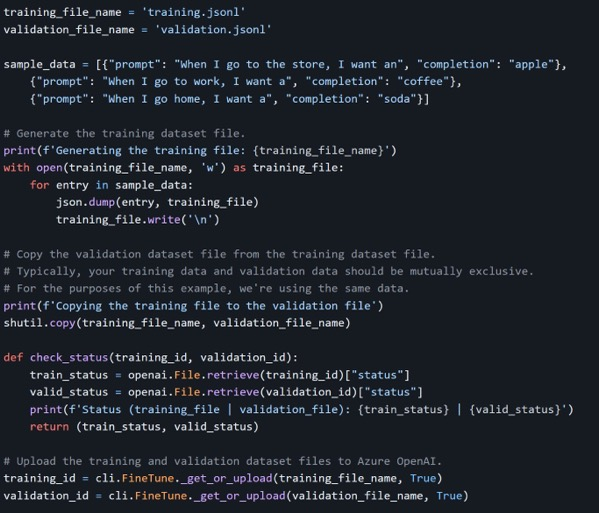 training_file_name = 'training.jsonl'
validation_file_name = 'validation.jsonl'
sample_data = [{"prompt": "When I go to the store, I want an", "completion": "apple"},
    {"prompt": "When I go to work, I want a", "completion": "coffee"},
    {"prompt": "When I go home, I want a", "completion": "soda"}]
# Generate the training dataset file.
print(f'Generating the training file: {training_file_name}')
with open(training_file_name, 'w') as training_file:
    for entry in sample_data:
        json.dump(entry, training_file)
        training_file.write('\n')
# Copy the validation dataset file from the training dataset file.
# Typically, your training data and validation data should be mutually exclusive.
# For the purposes of this example, we're using the same data.
print(f'Copying the training file to the validation file')
shutil.copy(training_file_name, validation_file_name)
def check_status(training_id, validation_id):
    train_status = openai.File.retrieve(training_id)["status"]
    valid_status = openai.File.retrieve(validation_id)["status"]
    print(f'Status (training_file | validation_file): {train_status} | {valid_status}')
    return (train_status, valid_status)
# Upload the training and validation dataset files to Azure OpenAI.
training_id = cli.FineTune._get_or_upload(training_file_name, True)
validation_id = cli.FineTune._get_or_upload(validation_file_name, True)